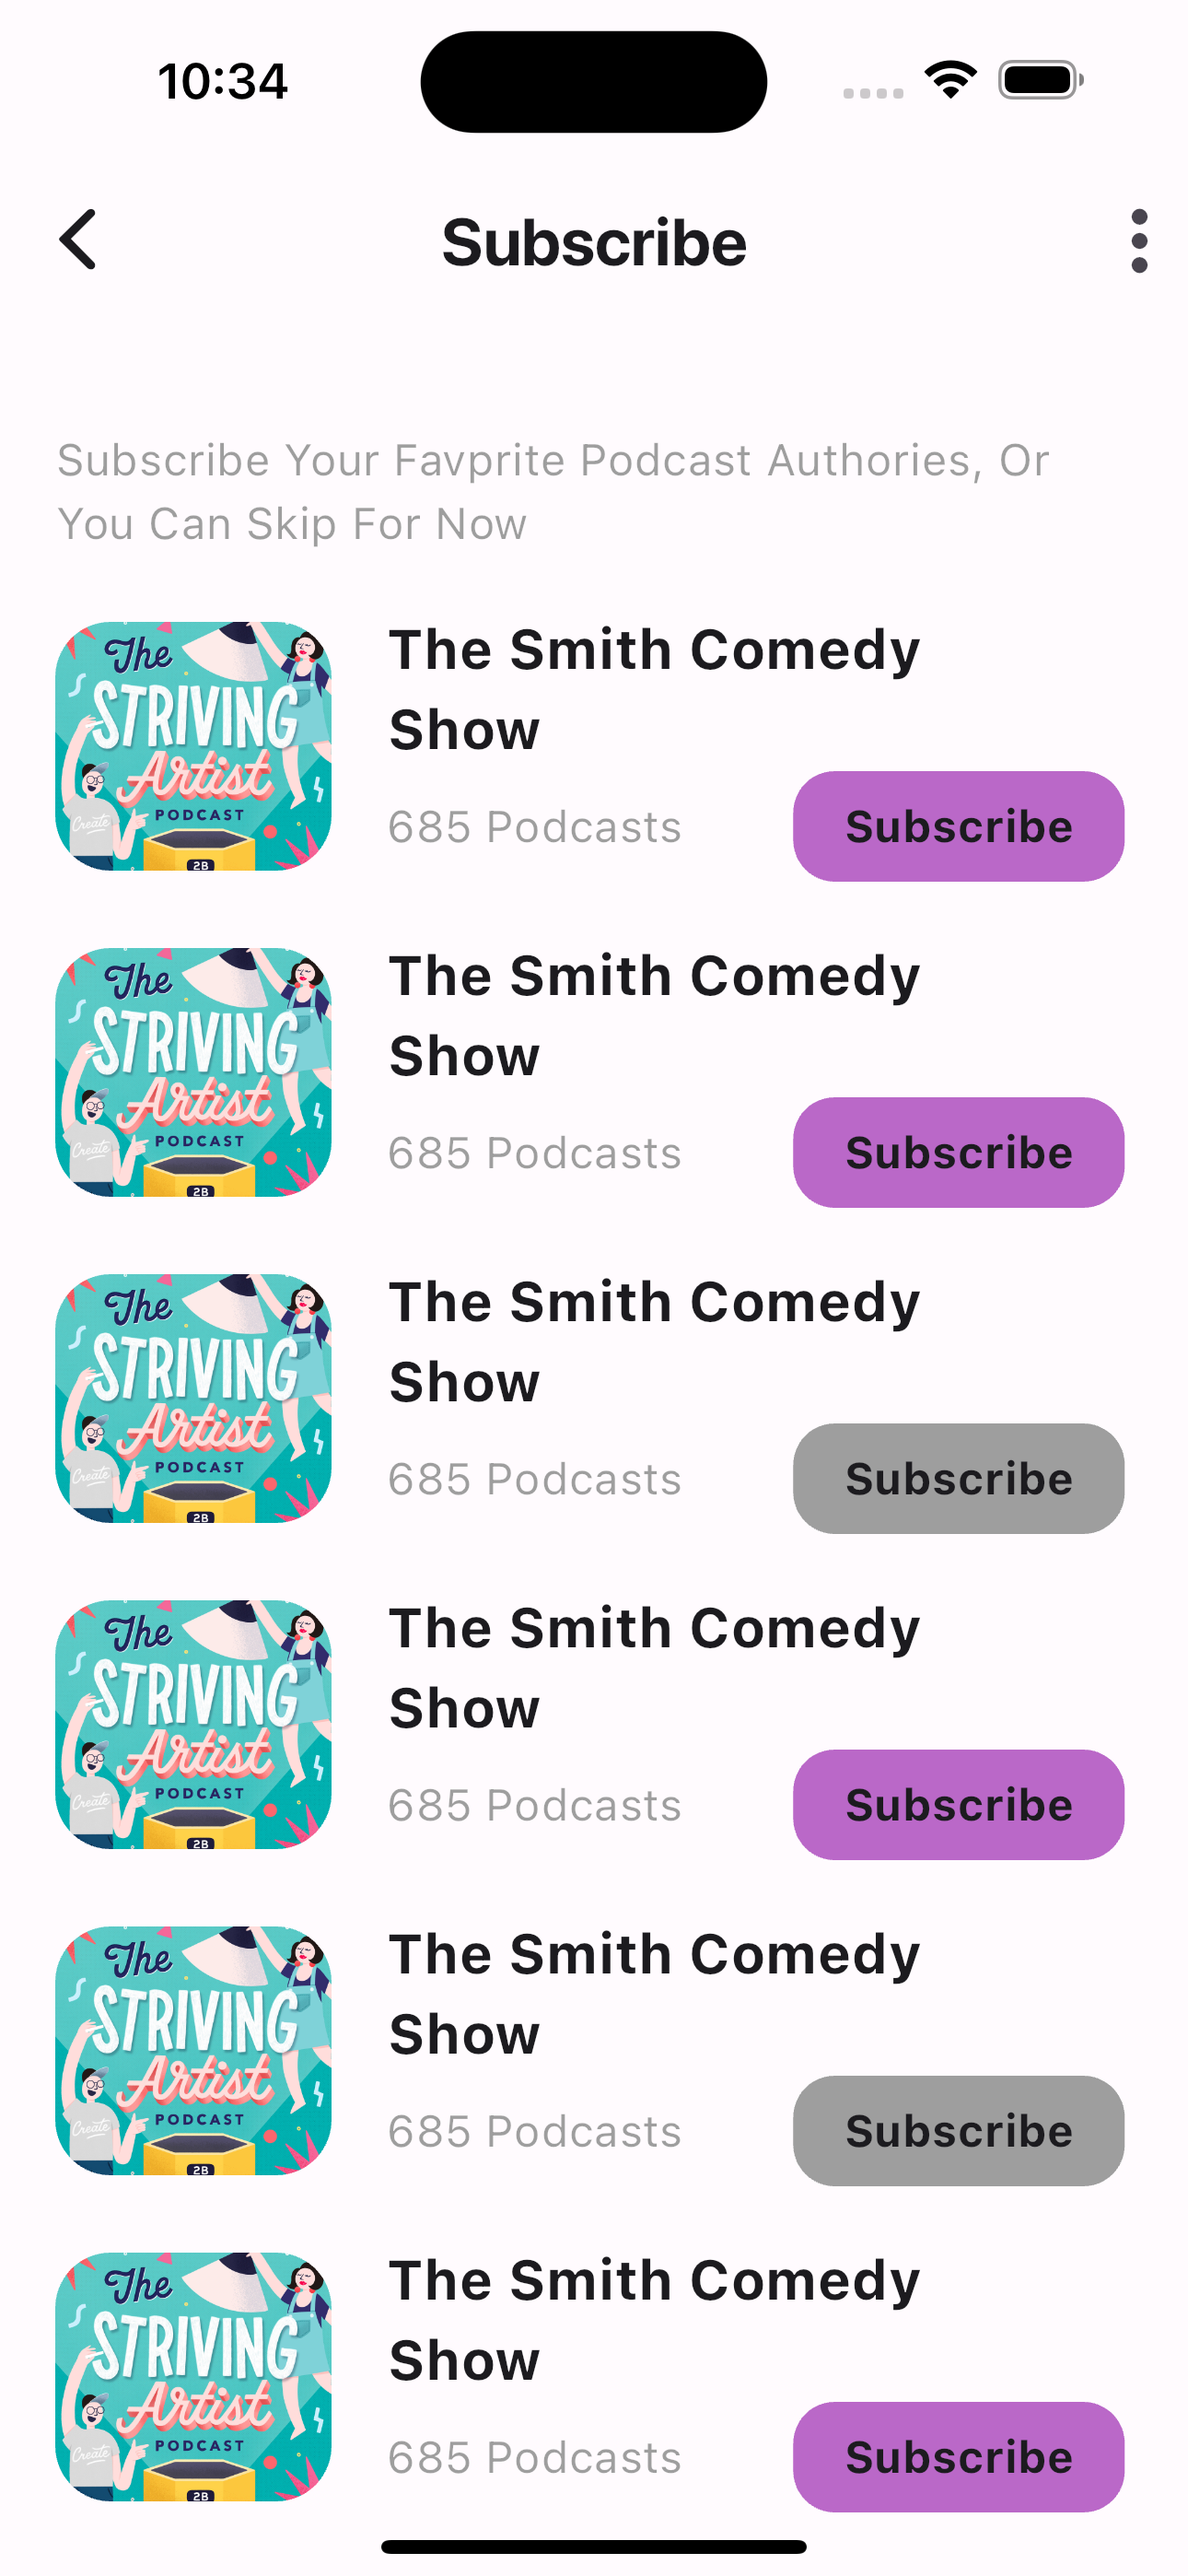 10:34
Subscribe
Subscribe Your Favprite Podcast Authories, Or
You Can Skip For Now
The
STRIVING
Artist
PODCAST
Create
2B
The Smith Comedy
Show
685 Podcasts
Subscribe
The
STRIVING
Artist
PODCAST
Create
2B
The Smith Comedy
Show
685 Podcasts
Subscribe
The
STRIVING
Artist
PODCAST
Create
2B
The Smith Comedy
Show
685 Podcasts
Subscribe
The
STRIVING
Artist
PODCAST
Create
2B
The Smith Comedy
Show
685 Podcasts
Subscribe
The
STRIVING
Artist
PODCAST
Create
2B
The Smith Comedy
Show
685 Podcasts
Subscribe
The
STRIVING
Artist
PODCAST
Create
2B
The Smith Comedy
Show
685 Podcasts
Subscribe